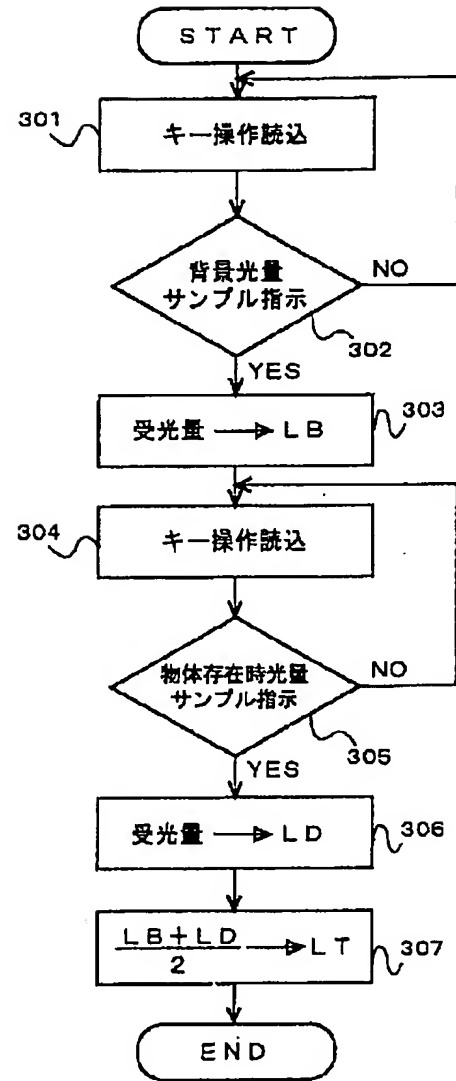 START
301
キー操作読込
背景光量
サンプル指示
NO
302
YES
受光量 → LB
303
304
キー操作読込
物体存在時光量
サンプル指示
NO
305
YES
受光量 → LD
306
LB+LD
2
→ LT
307
END